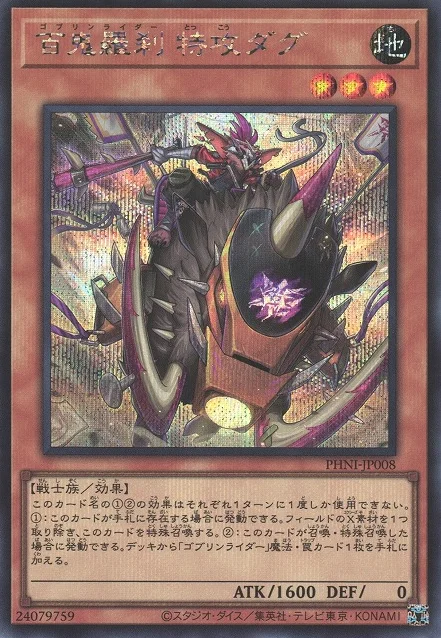 ゴブリンライダー とっこう
百鬼羅刹 特攻ダグ
地
PHNI-JP008
【戦士族/効果】
このカード名の①②の効果はそれぞれ1ターンに1度しか使用できない。
①:このカードが手札に存在する場合に発動できる。フィールドのX素材を1つ
取り除き、このカードを特殊召喚する。②:このカードが召喚・特殊召喚した
場合に発動できる。デッキから「ゴブリンライダー」魔法・罠カード1枚を手札に
加える。
ATK/1600 DEF/ 0
24079759 ©スタジオ・ダイス/集英社・テレビ東京・KONAMI